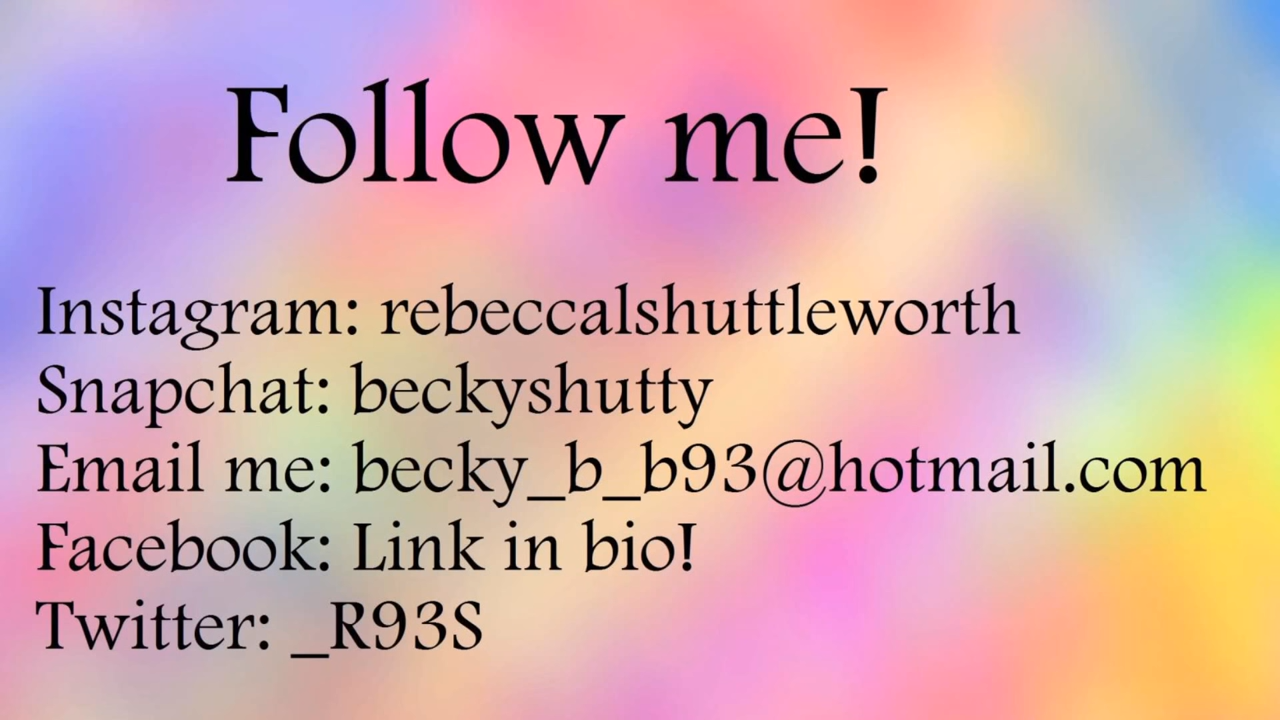 Follow me!
Instagram: rebeccalshuttleworth
Snapchat: beckyshutty
Email me: becky_b_b93@hotmail.com
Facebook: Link in bio!
Twitter: _R93S